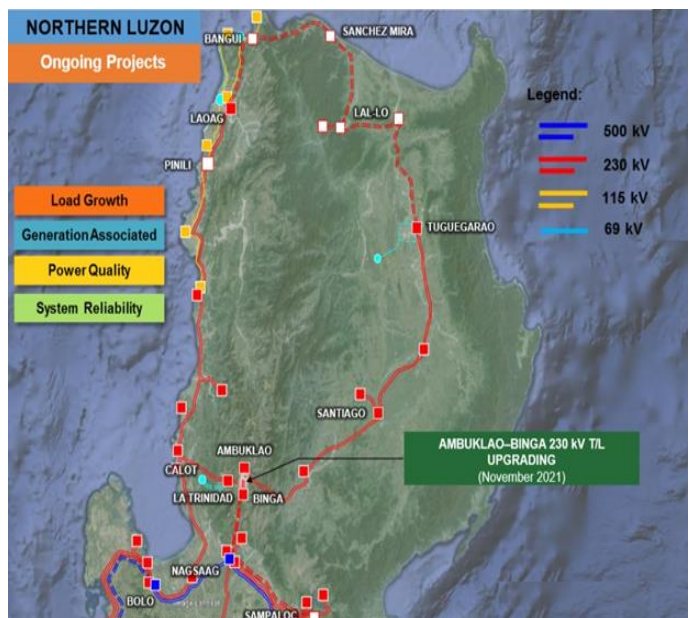 NORTHERN LUZON
Ongoing Projects
BANGUI
SANCHEZ MIRA
Legend:
500 kV
230 kV
115 kV
69 kV
LAL-LO
LAOAG
PINILI
Load Growth
Generation Associated
Power Quality
System Reliability
TUGUEGARAO
SANTIAGO
AMBUKLAO–BINGA 230 kV T/L
UPGRADING
(November 2021)
AMBUKLAO
CALOT
LA TRINIDAD
BINGA
NAGSAAG
BOLO
SAMPALOC